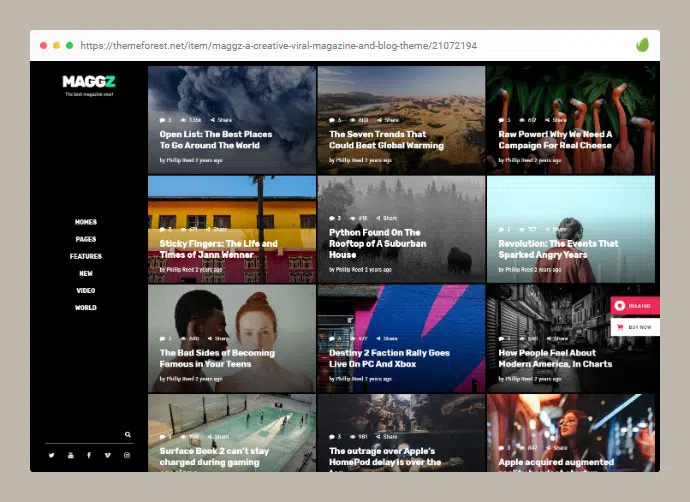 https://themeforest.net/item/maggz-a-creative-viral-magazine-and-blog-theme/21072194
MAGGZ
The best magazine ever!
HOMES
PAGES
FEATURES
NEW
VIDEO
WORLD
3 Share
Open List: The Best Places
To Go Around The World
by Phillip Reed 2 years ago
3 Share
The Seven Trends That
Could Beat Global Warming
by Phillip Reed 2 years ago
3 617 Share
Raw Power! Why We Need A
Campaign For Real Cheese
by Phillip Reed 2 years ago
3 671 Share
Sticky Fingers: The Life and
Times of Jann Wenner
by Phillip Reed 2 years ago
3 Share
Python Found On The
Rooftop of A Suburban
House
by Phillip Reed 2 years ago
3 Share
Revolution: The Events That
Sparked Angry Years
by Phillip Reed 2 years ago
3 Share
The Bad Sides of Becoming
Famous in Your Teens
by Phillip Reed 2 years ago
3 Share
Destiny 2 Faction Rally Goes
Live On PC And Xbox
by Phillip Reed 2 years ago
3 Share
How People Feel About
Modern America, In Charts
by Phillip Reed 2 years ago
RELATED
BUY NOW
3 Share
Surface Book 2 can't stay
charged during gaming
3 981 Share
The outrage over Apple's
HomePod delay is over the
3 847 Share
Apple acquired augmented